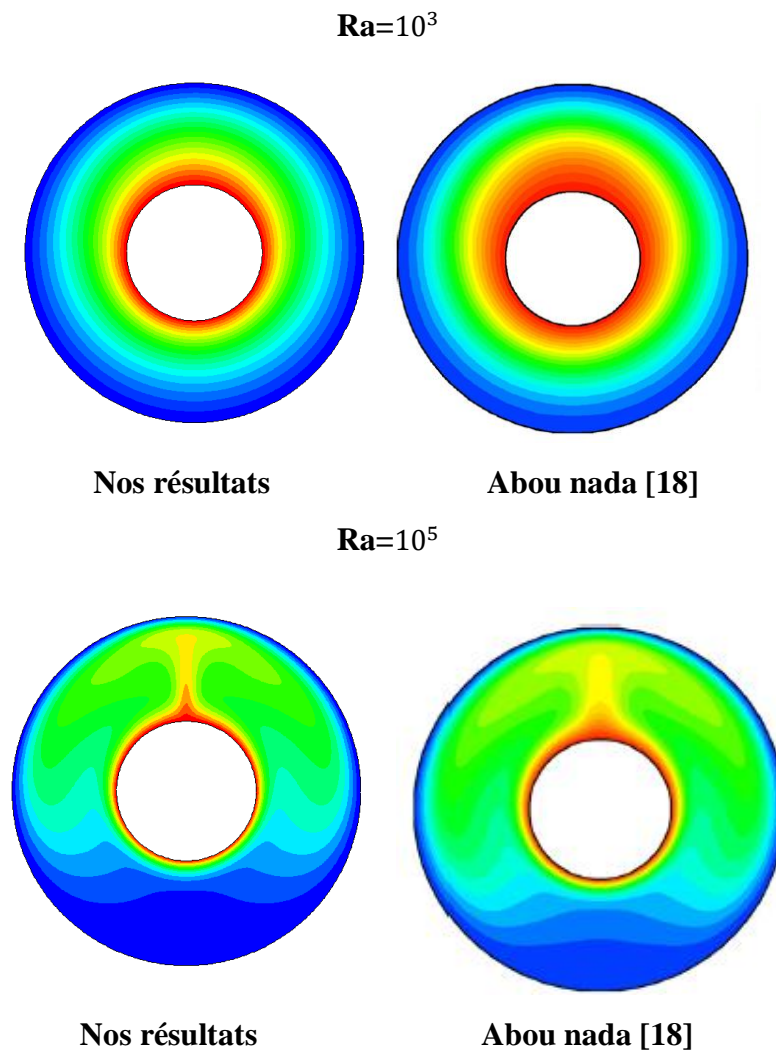 Ra=10³
Nos résultats Abou nada [18]
Ra=10⁵
Nos résultats Abou nada [18]